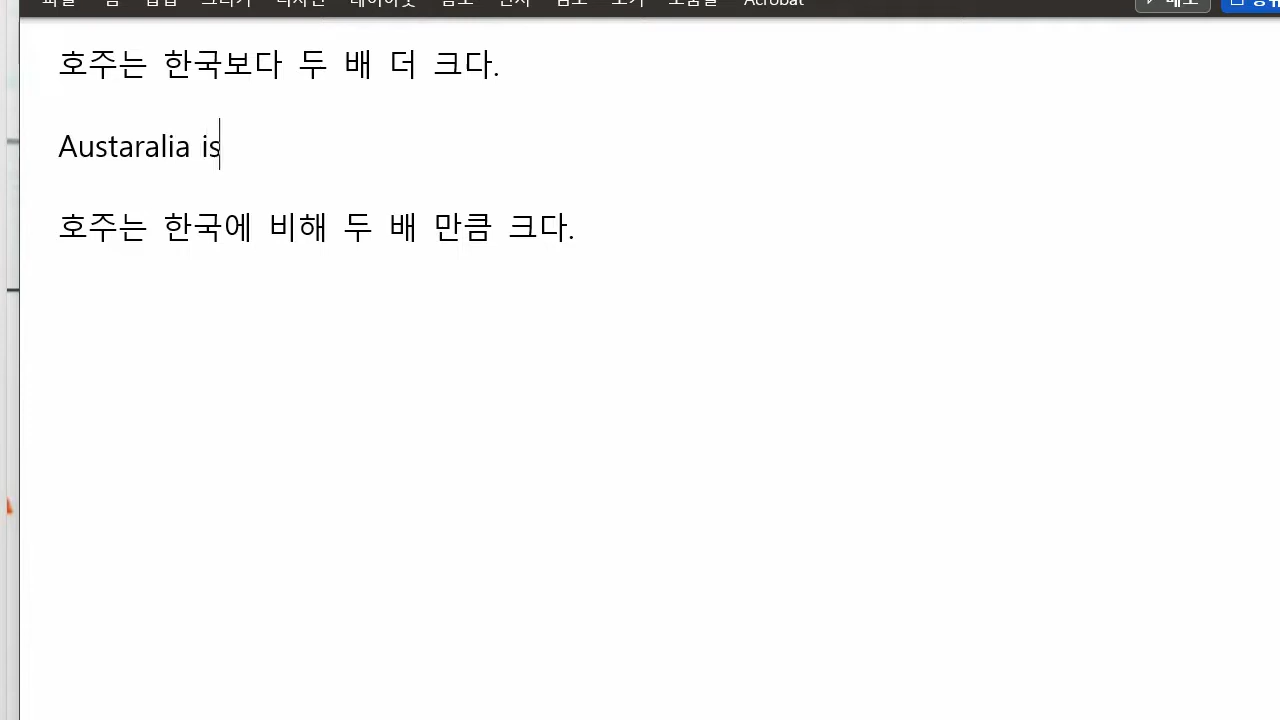 Acrobat
호주는 한국보다 두 배 더 크다.
Austaralia is
호주는 한국에 비해 두 배 만큼 크다.